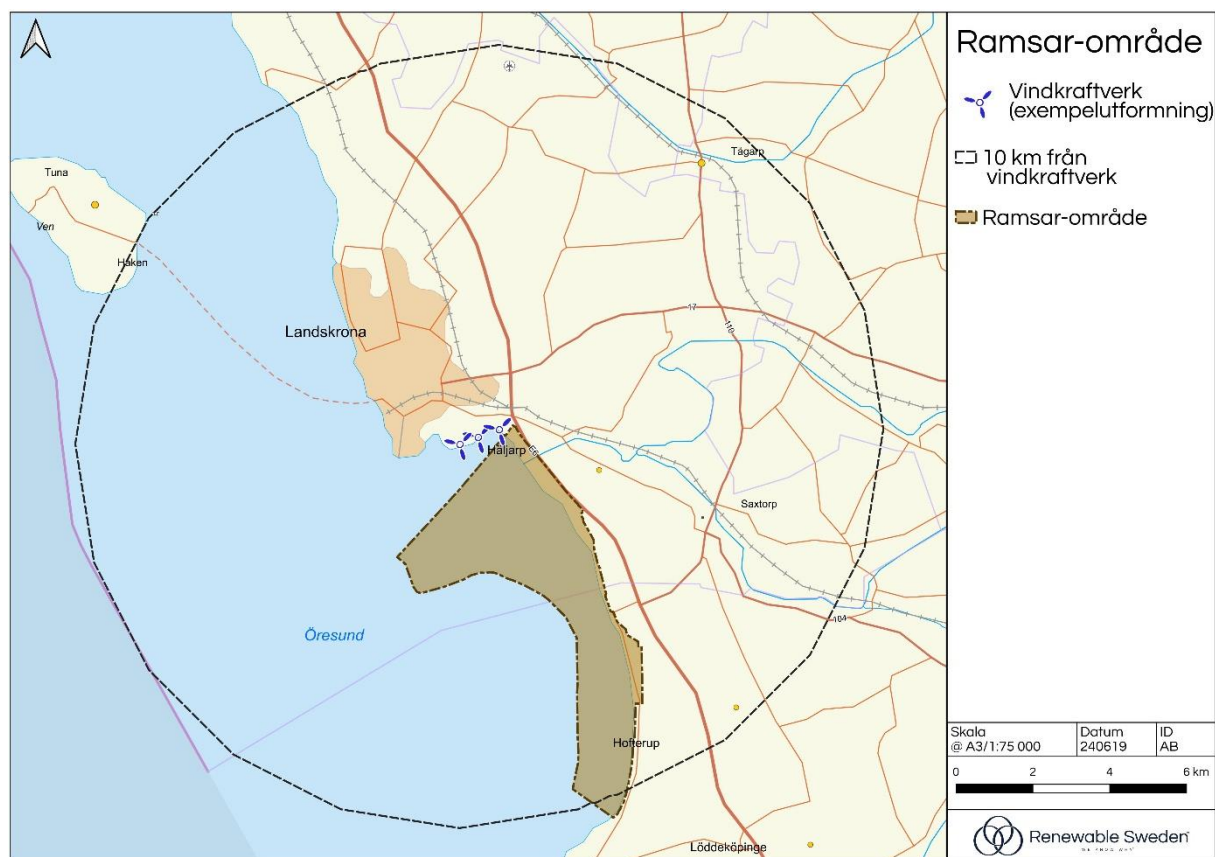 Ramsar-område
Vindkraftverk
(exempelutformning)
10 km från
vindkraftverk
Ramsar-område
Tågarp
Tuna
Ven
Haken
Landskrona
17
110
Häljarp
E6
Saxtorp
104
Öresund
Hofterup
Löddeköpinge
Skala
@ A3/1:75 000
Datum
240619
ID
AB
0 2 4 6 km
Renewable Sweden